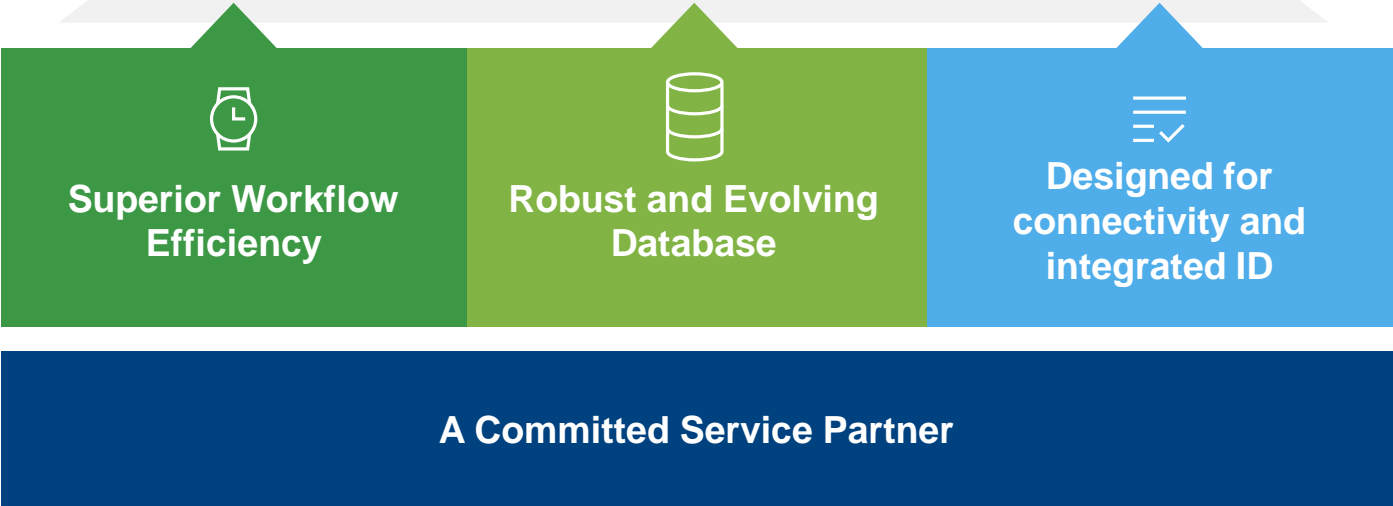 Superior Workflow
Efficiency
Robust and Evolving
Database
Designed for
connectivity and
integrated ID
A Committed Service Partner